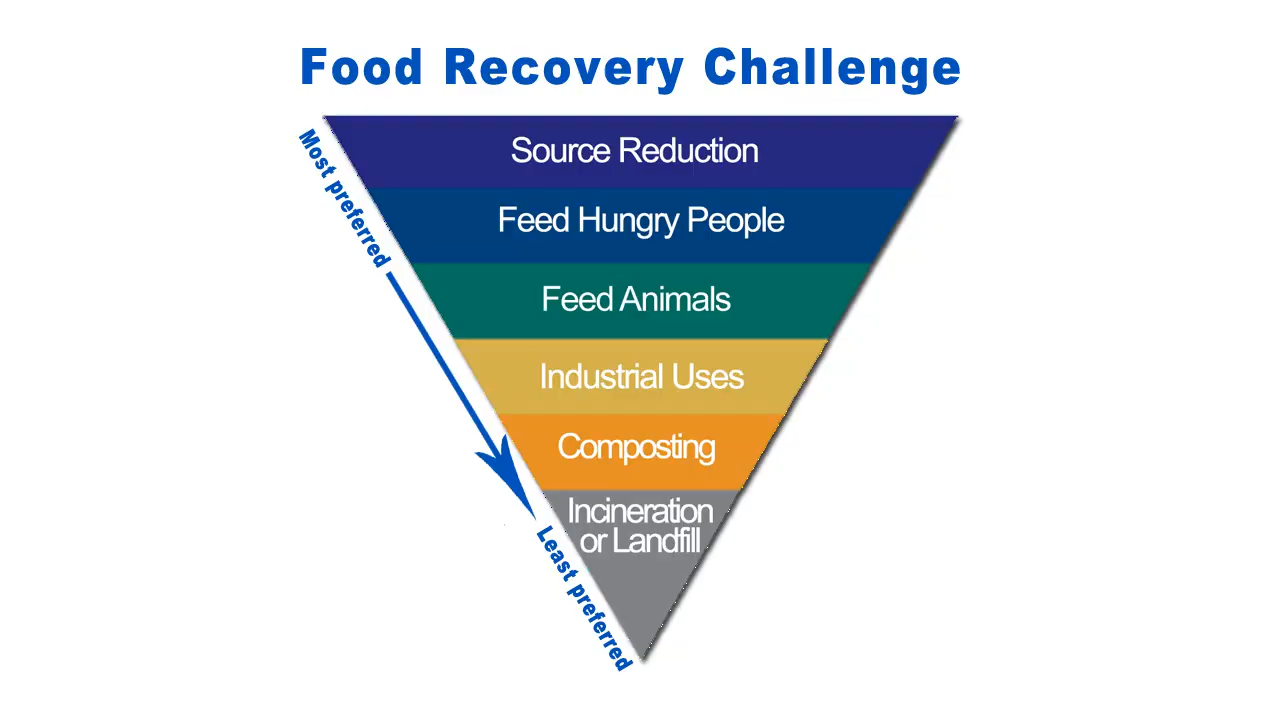 Food Recovery Challenge
Most preferred
Source Reduction
Feed Hungry People
Feed Animals
Industrial Uses
Composting
Incineration
or Landfill
Least preferred